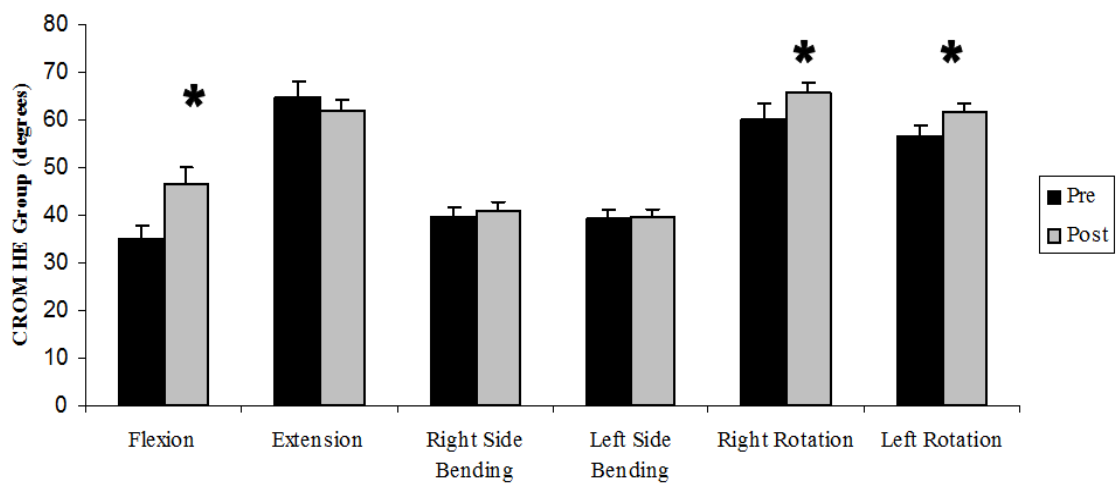 CROM HE Group (degrees)
80
70
60
50
40
30
20
10
0
*
*
*
Flexion
Extension
Right Side
Bending
Left Side
Bending
Right Rotation
Left Rotation
Pre
Post